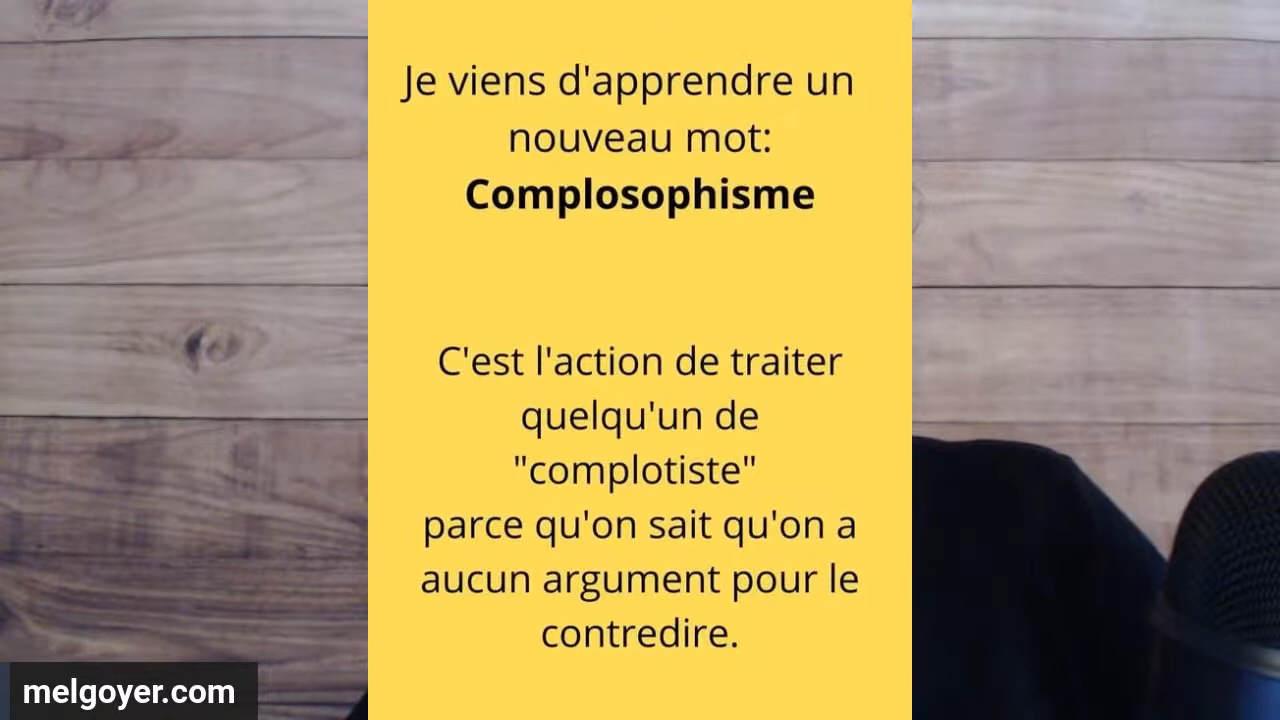 Je viens d'apprendre un
nouveau mot:
Complosophisme
C'est l'action de traiter
quelqu'un de
"complotiste"
parce qu'on sait qu'on a
aucun argument pour le
contredire.
melgoyer.com